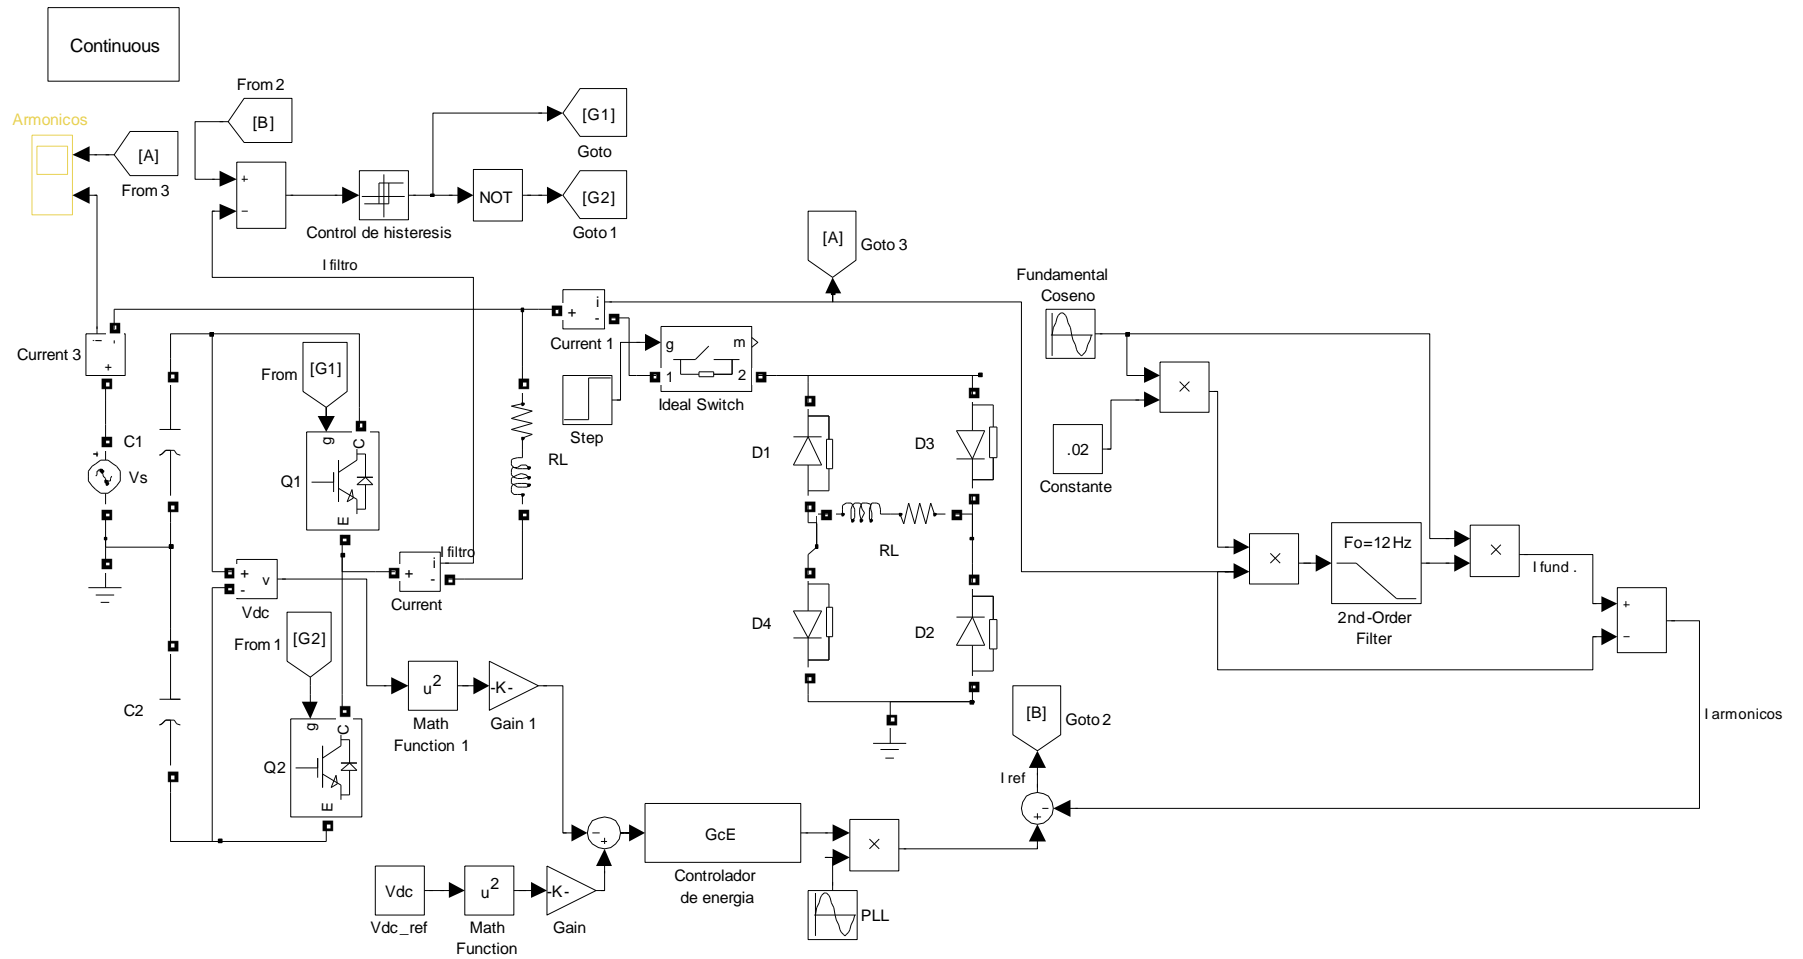 Continuous
From 2
[B]
Armonicos
[A]
From 3
+
−
Control de histeresis
NOT
[G1]
Goto
[G2]
Goto 1
I filtro
[A]
Goto 3
Fundamental
Coseno
Current 3
i
-
+
From
[G1]
+
i
-
Current 1
g
m
1
2
Ideal Switch
Step
×
.02
Constante
C1
+
Vs
g
C
Q1
E
RL
D1
D3
RL
I filtro
+
i
-
Current
+
-
v
Vdc
×
Fo=12Hz
2nd-Order
Filter
×
I fund .
+
−
From 1
[G2]
D4
D2
C2
g
C
Q2
E
u2
Math
Function 1
-K-
Gain 1
[B]
Goto 2
I ref
I armonicos
−
+
−
+
GcE
Controlador
de energia
×
PLL
Vdc
Vdc_ref
u2
Math
Function
-K-
Gain